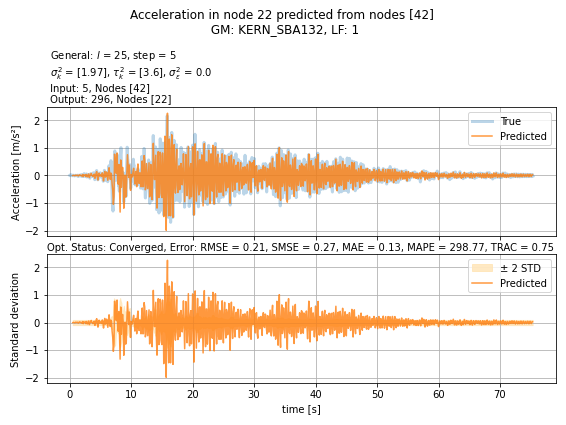 Acceleration in node 22 predicted from nodes [42]
GM: KERN_SBA132, LF: 1
General: l = 25, step = 5
σ²ₖ = [1.97], τ²ₖ = [3.6], σ²ε = 0.0
Input: 5, Nodes [42]
Output: 296, Nodes [22]
True
Predicted
Acceleration [m/s²]
2
1
0
−1
−2
Opt. Status: Converged, Error: RMSE = 0.21, SMSE = 0.27, MAE = 0.13, MAPE = 298.77, TRAC = 0.75
± 2 STD
Predicted
Standard deviation
2
1
0
−1
−2
0 10 20 30 40 50 60 70
time [s]